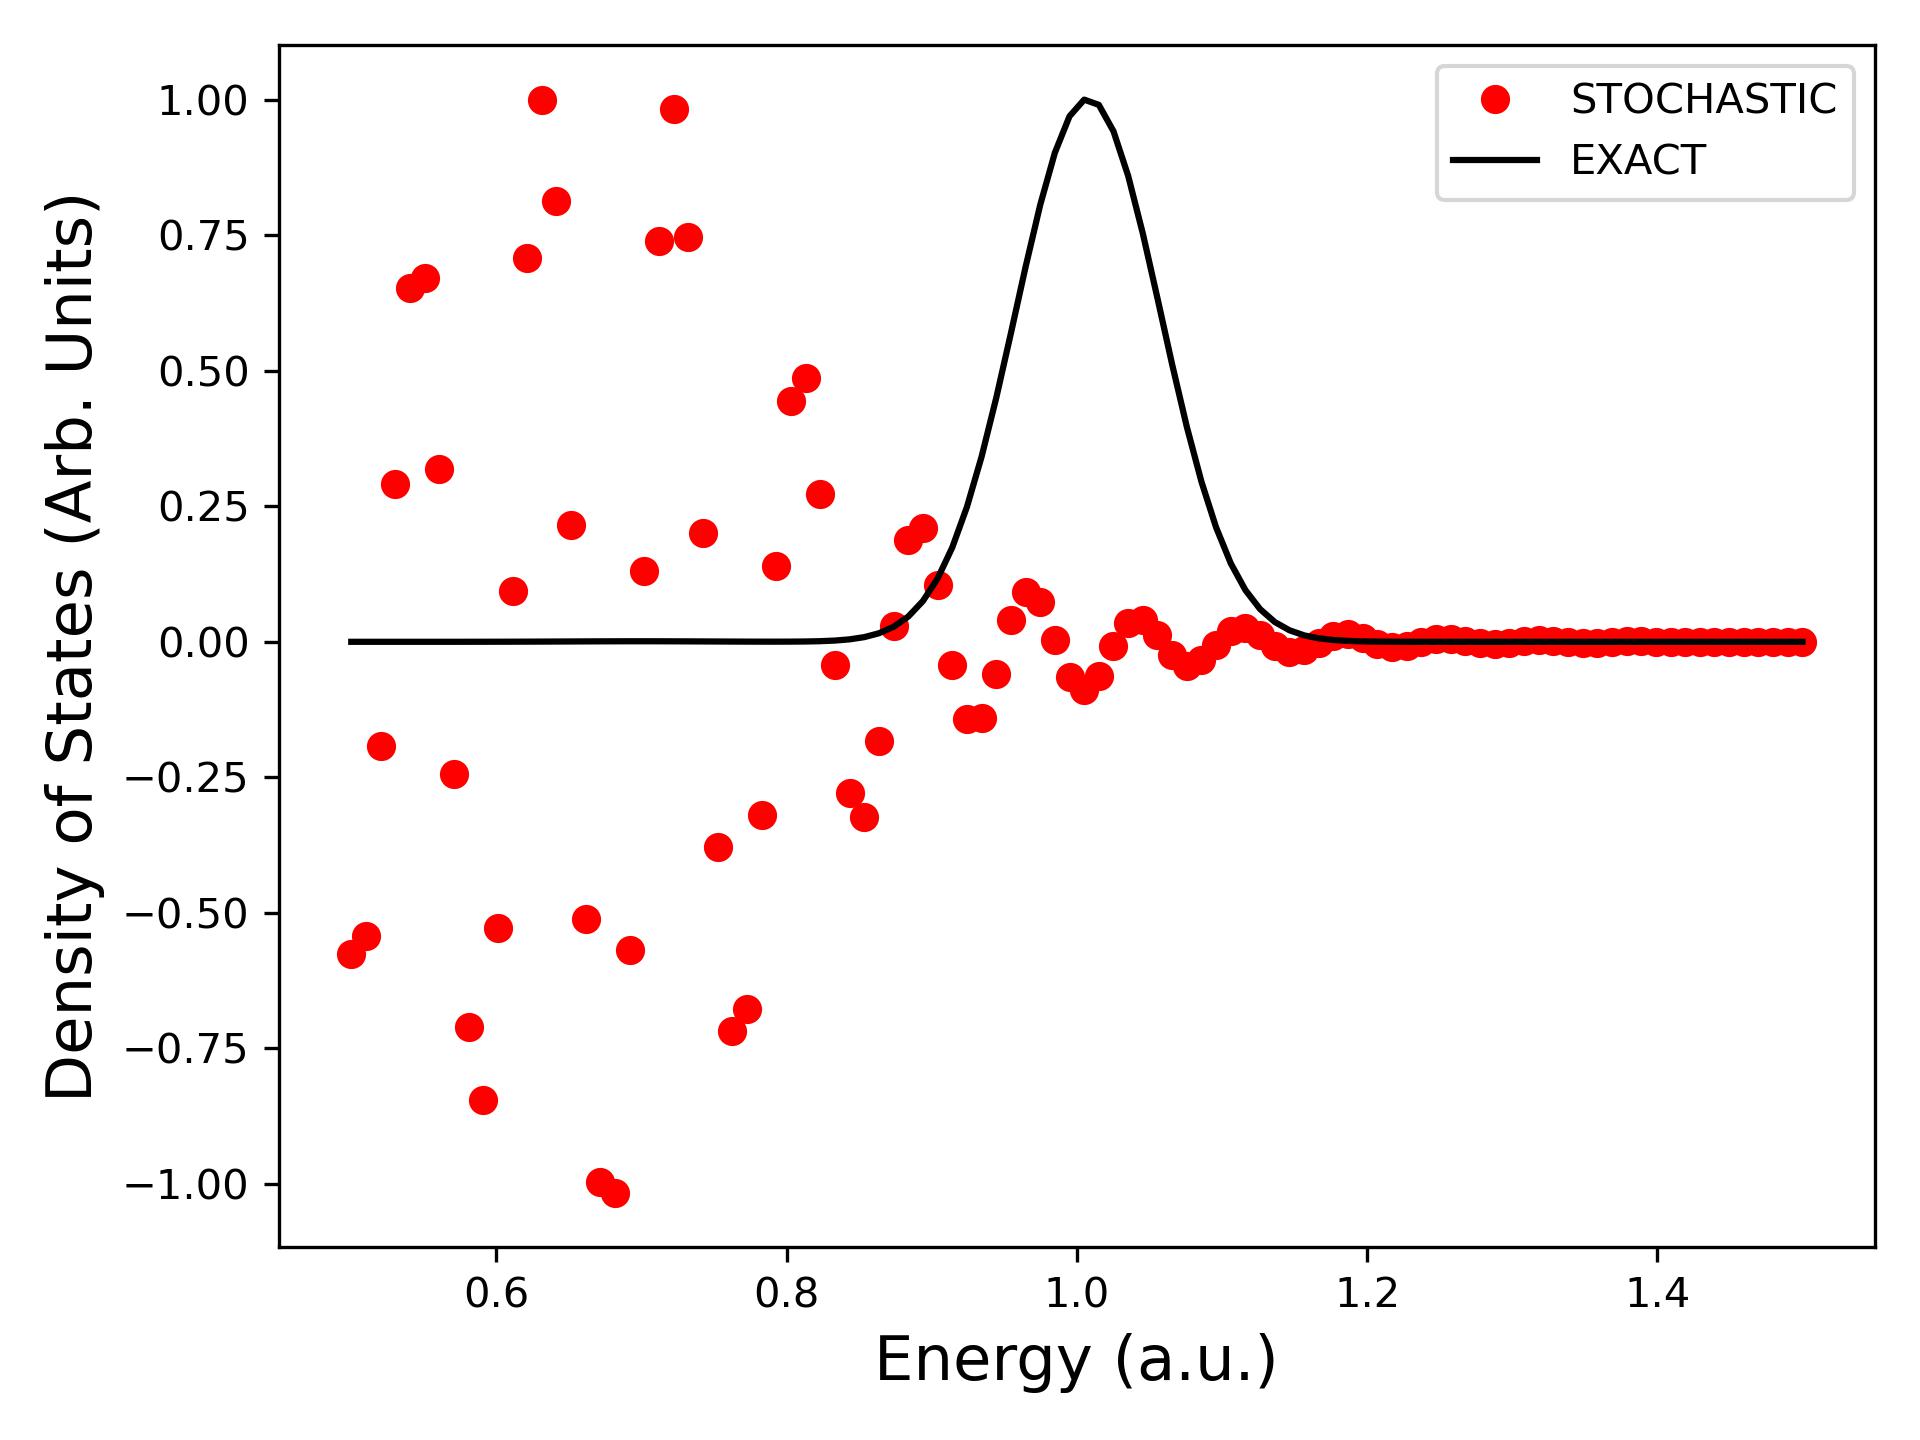 STOCHASTIC
EXACT
Density of States (Arb. Units)
1.00
0.75
0.50
0.25
0.00
−0.25
−0.50
−0.75
−1.00
0.6 0.8 1.0 1.2 1.4
Energy (a.u.)